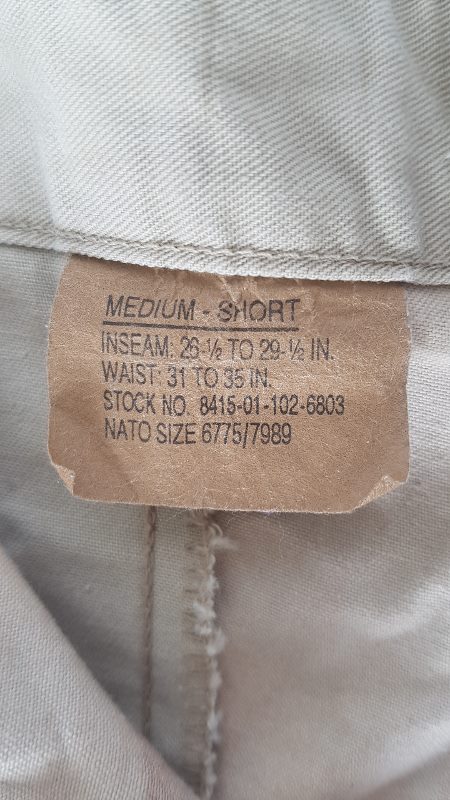 MEDIUM - SHORT
INSEAM: 26-½ TO 29-½ IN.
WAIST: 31 TO 35 IN.
STOCK NO. 8415-01-102-6803
NATO SIZE 6775/7989